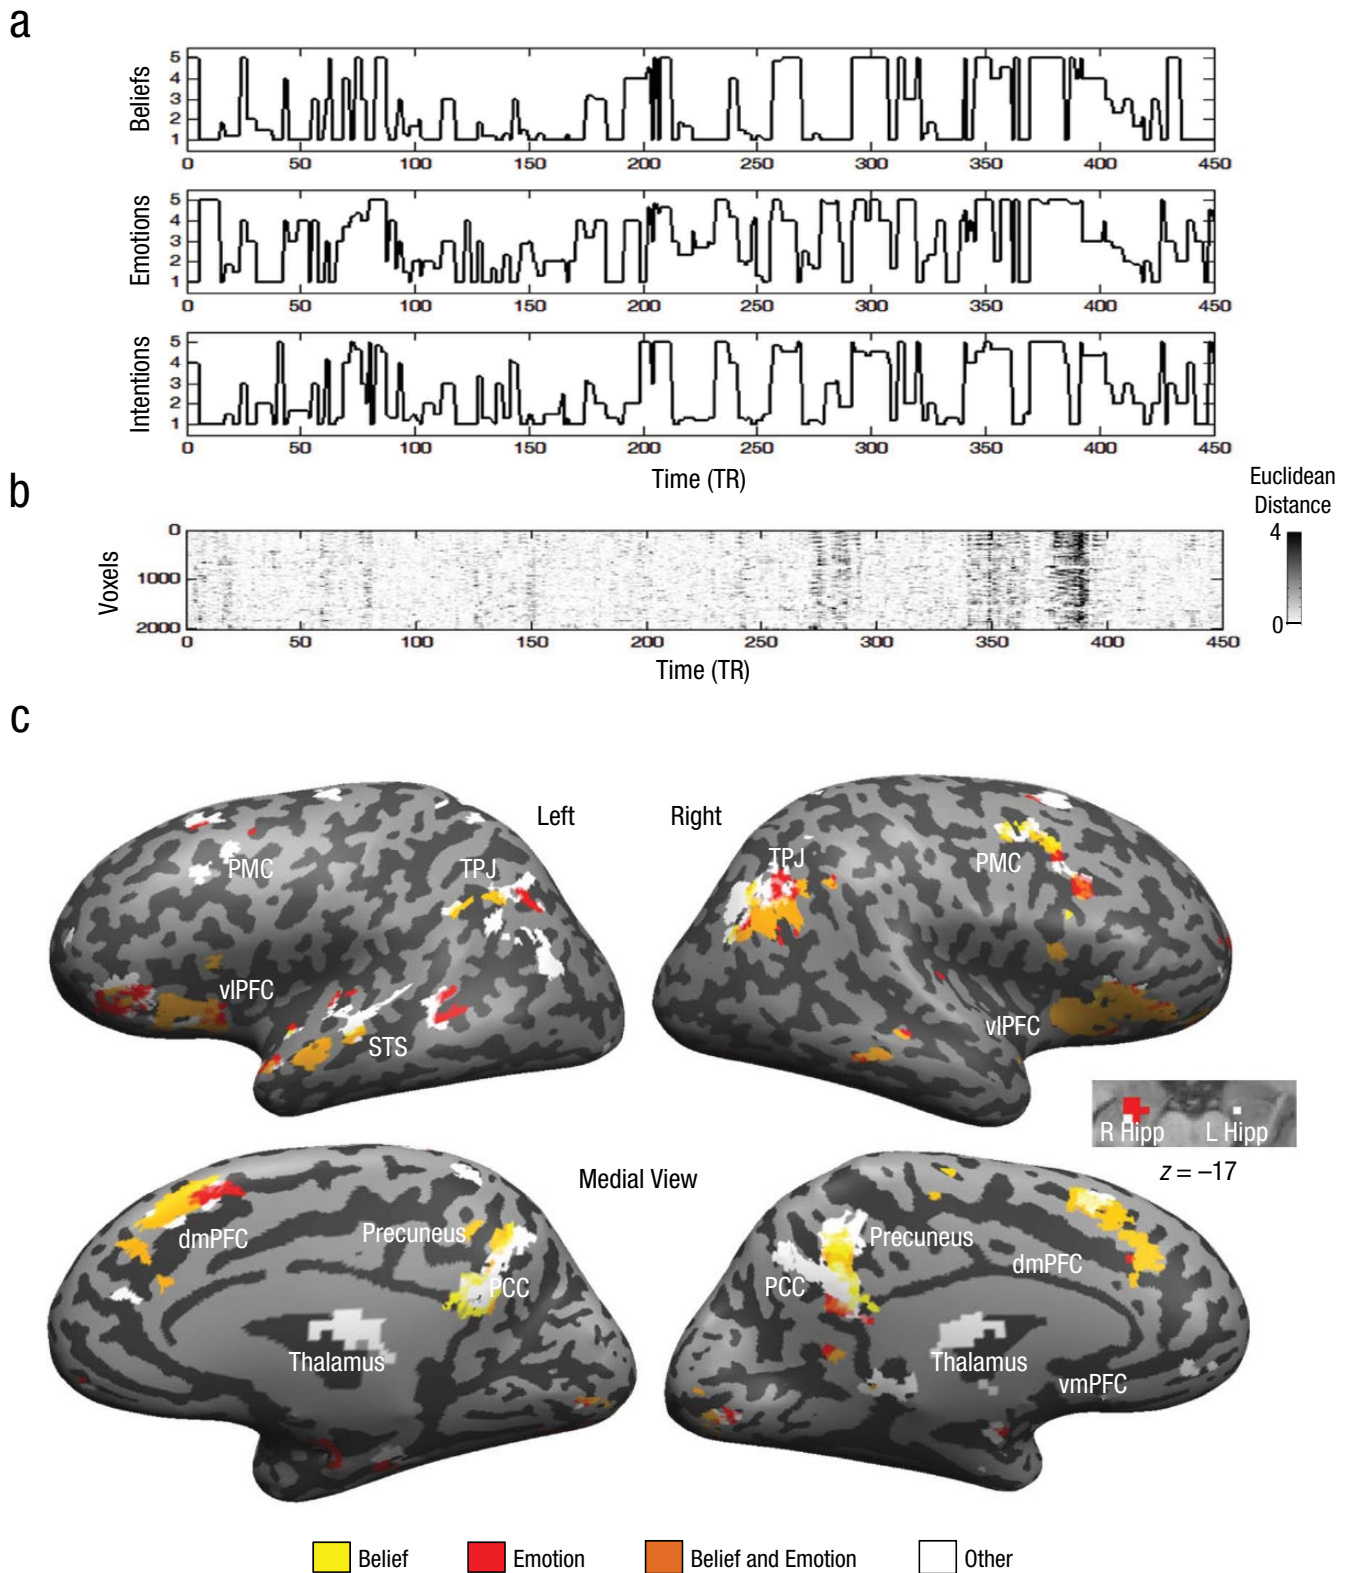 a
Beliefs
5
4
3
2
1
0 50 100 150 200 250 300 350 400 450
Emotions
5
4
3
2
1
0 50 100 150 200 250 300 350 400 450
Intentions
5
4
3
2
1
0 50 100 150 200 250 300 350 400 450
Time (TR)
b
Euclidean
Distance
4
0
Voxels
0
1000
2000
0 50 100 150 200 250 300 350 400 450
Time (TR)
c
Left Right
PMC TPJ TPJ PMC
vlPFC STS vlPFC
R Hipp L Hipp
z = –17
Medial View
dmPFC Precuneus Precuneus dmPFC
PCC PCC
Thalamus Thalamus
vmPFC
Belief Emotion Belief and Emotion Other